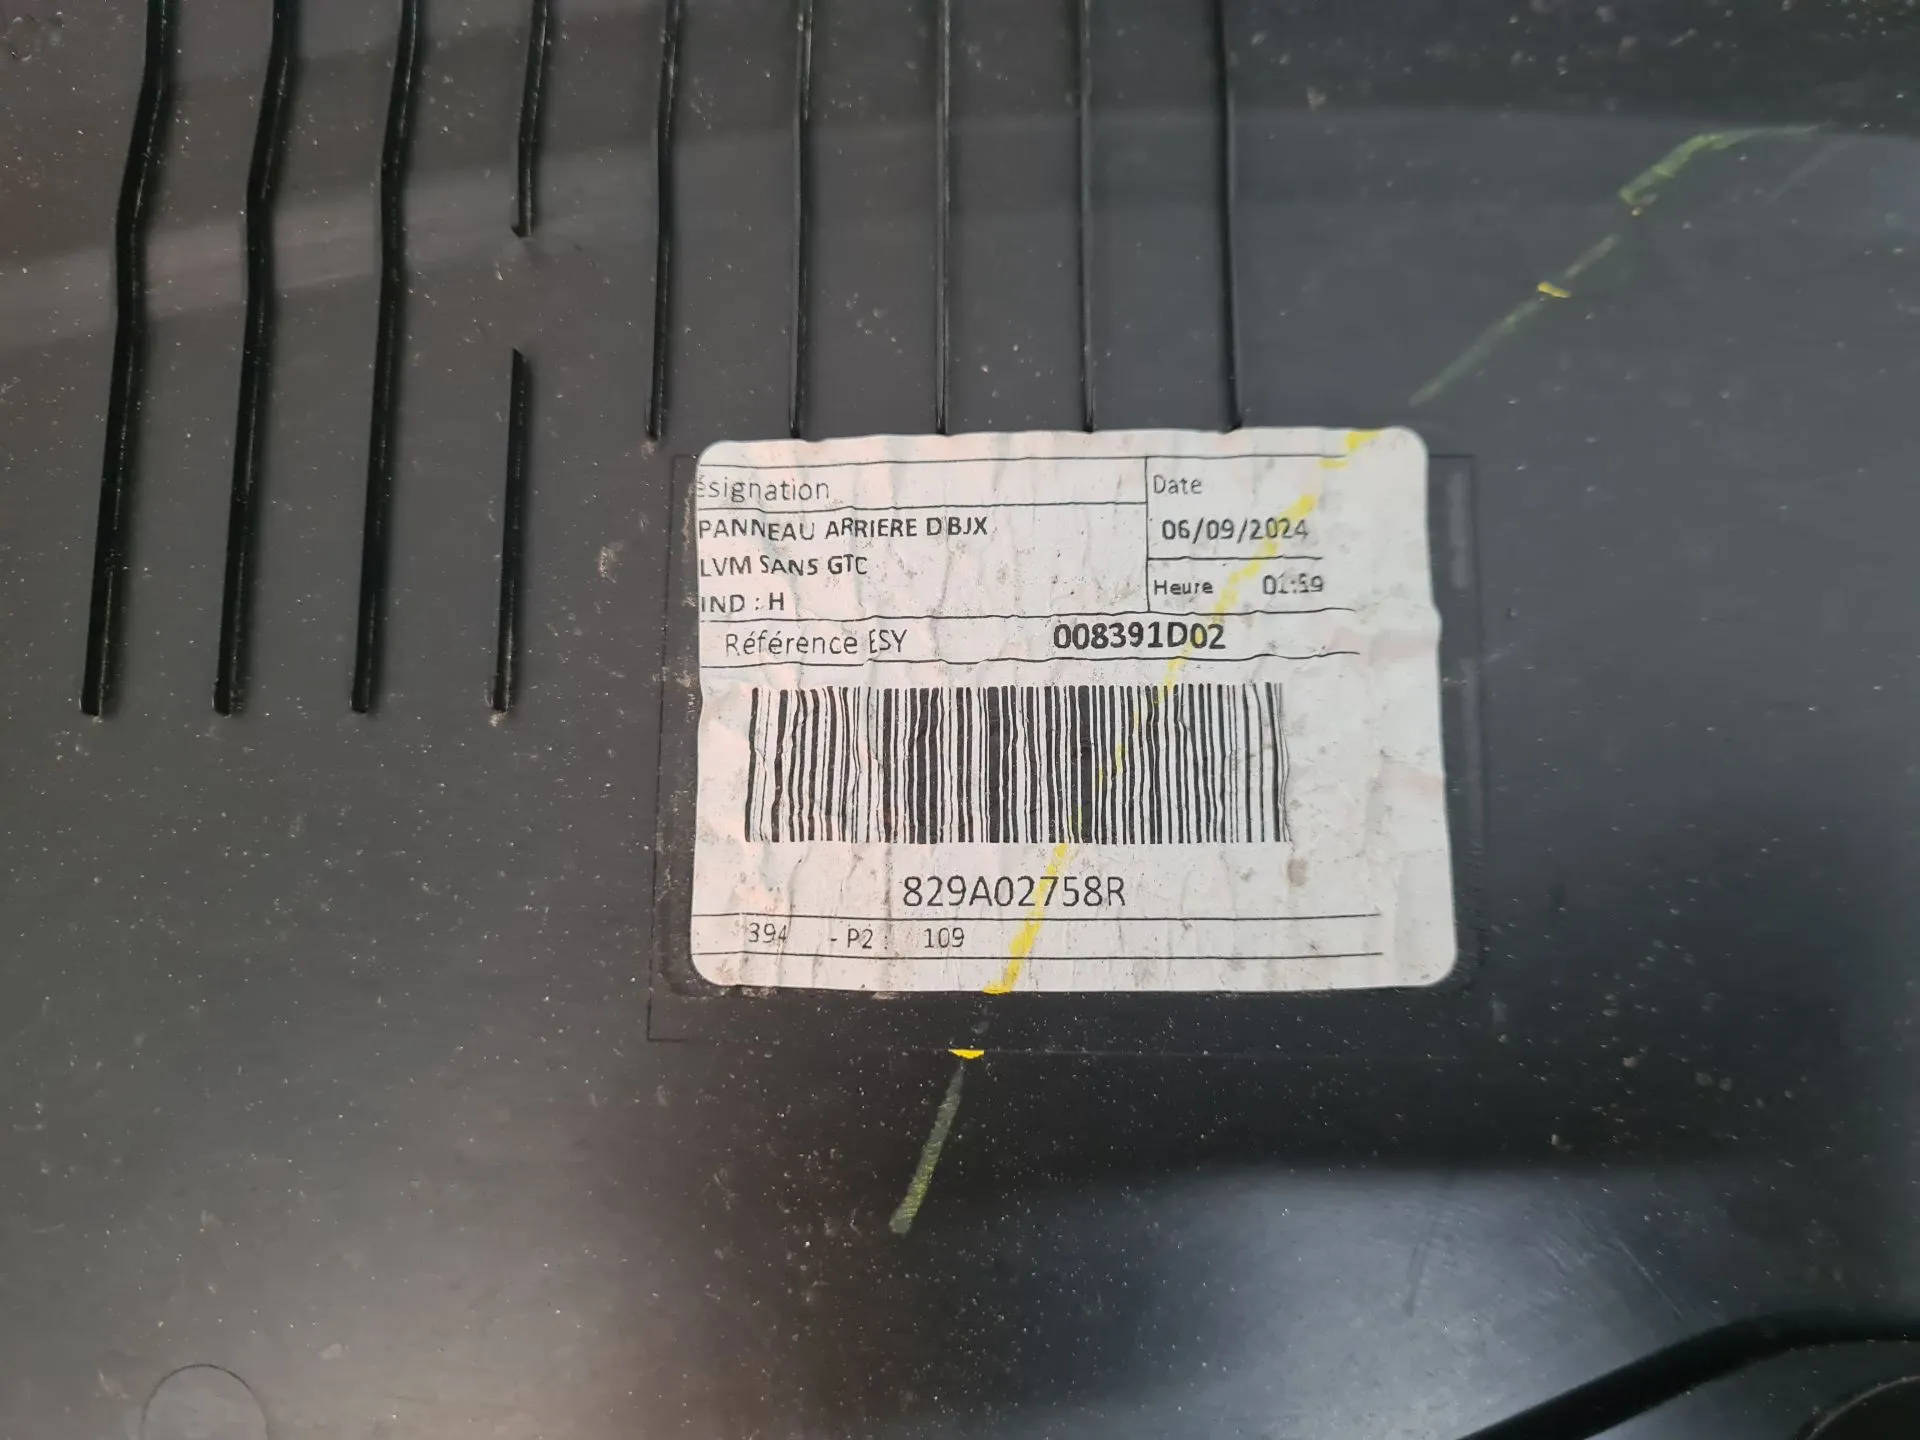 ésignation
Date
PANNEAU ARRIERE D BJX
06/09/2024
LVM SANS GTC
Heure 01:59
IND : H
Référence ESY 008391D02
829A02758R
394 - P2 : 109